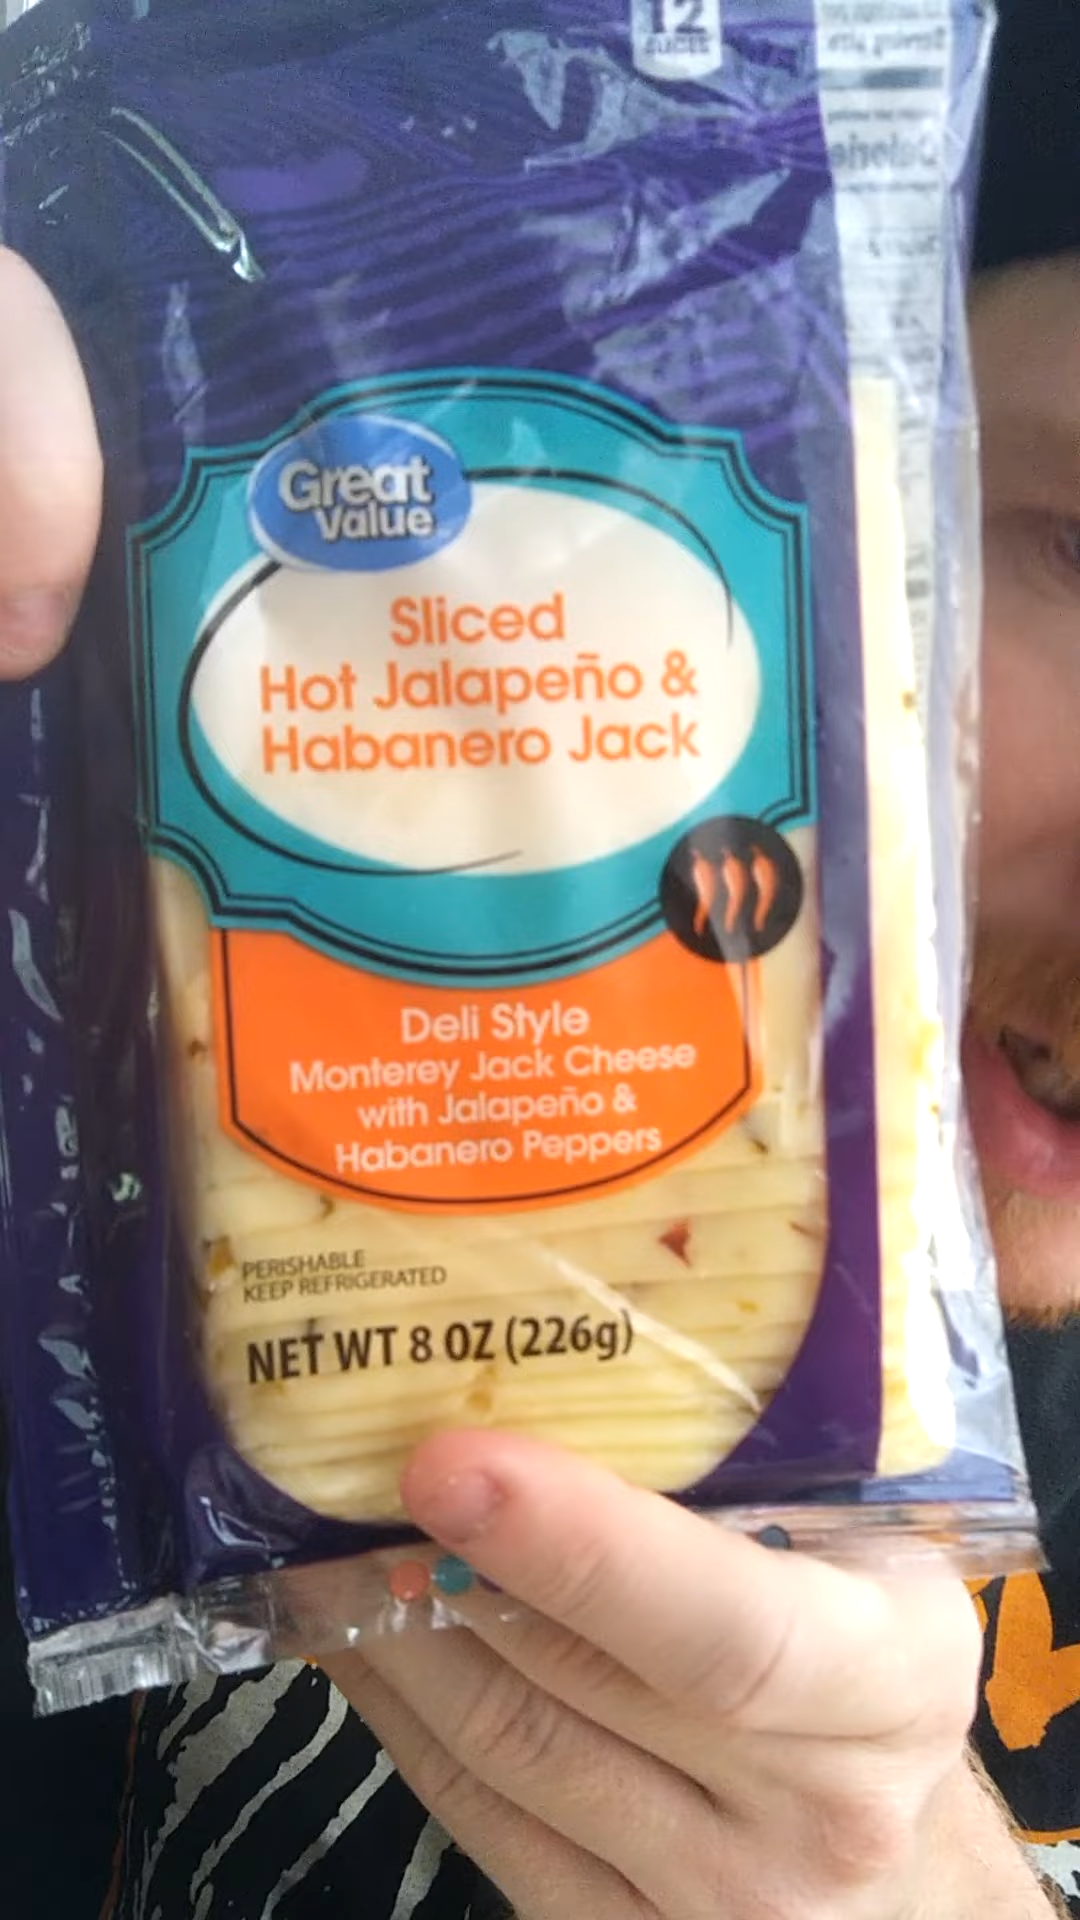 12
SLICES
Great
Value
Sliced
Hot Jalapeño &
Habanero Jack
Deli Style
Monterey Jack Cheese
with Jalapeño &
Habanero Peppers
PERISHABLE
KEEP REFRIGERATED
NET WT 8 OZ (226g)